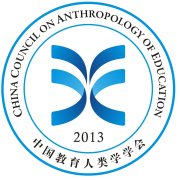 CHINA COUNCIL ON ANTHROPOLOGY OF EDUCATION
2013
中国教育人类学学会